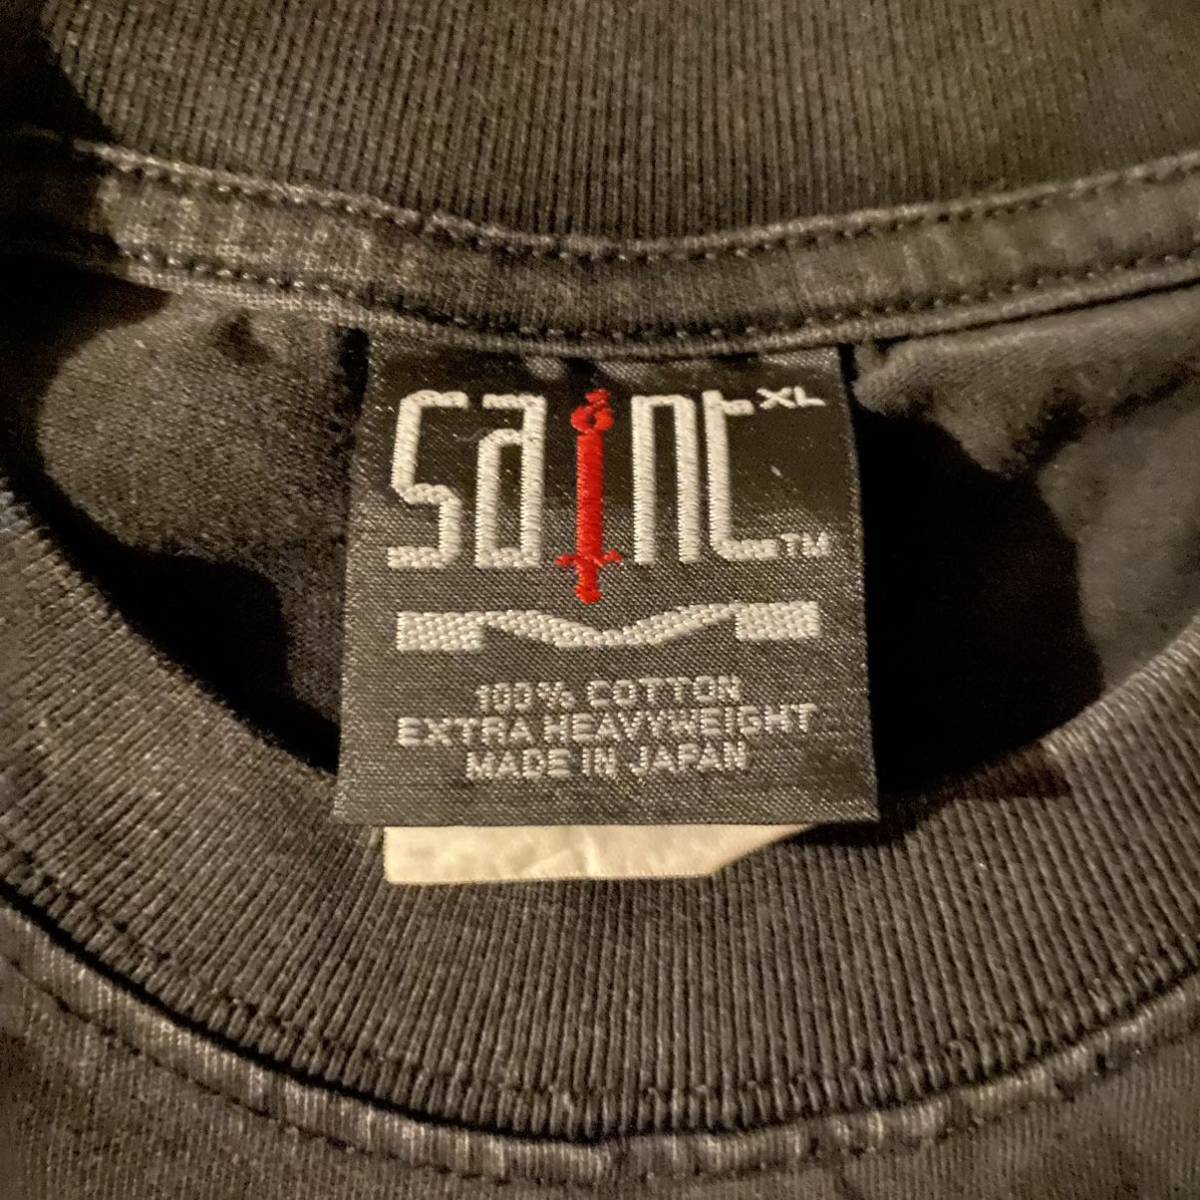 saint XL
TM
100% COTTON
EXTRA HEAVYWEIGHT
MADE IN JAPAN